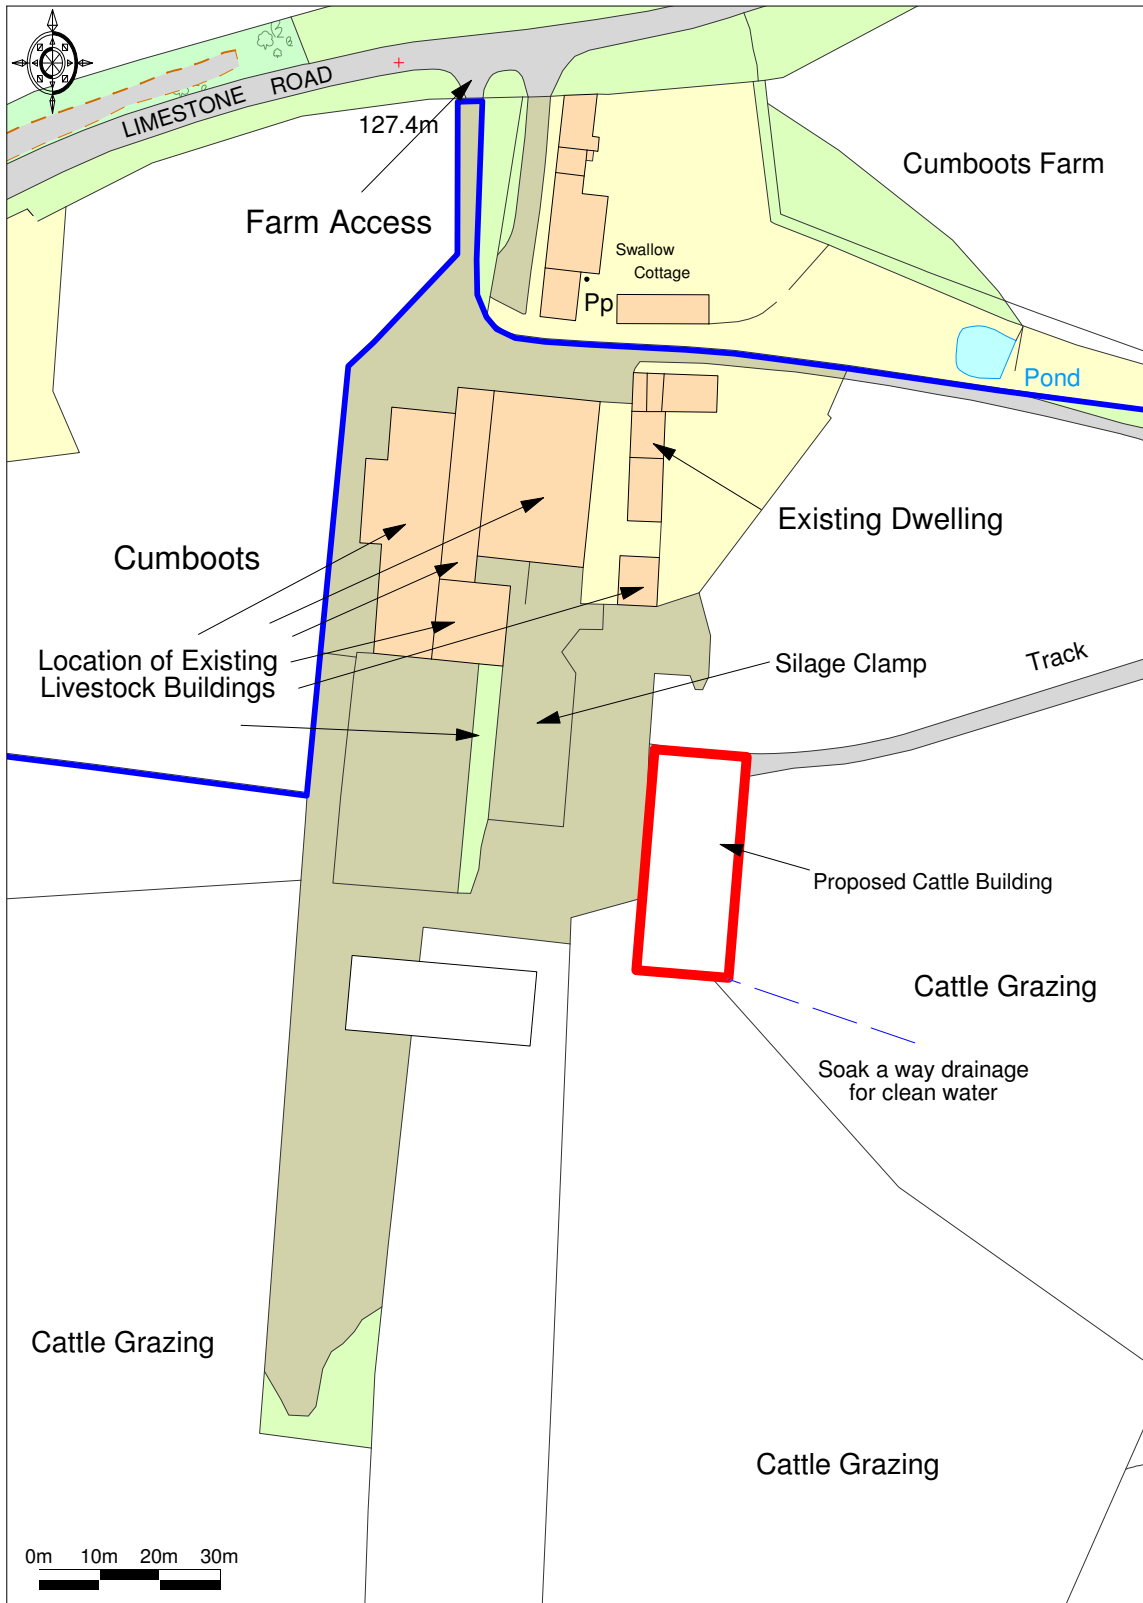 LIMESTONE ROAD
127.4m
Cumboots Farm
Farm Access
Swallow
Cottage
Pp
Pond
Existing Dwelling
Cumboots
Location of Existing
Livestock Buildings
Silage Clamp
Track
Proposed Cattle Building
Cattle Grazing
Soak a way drainage
for clean water
Cattle Grazing
Cattle Grazing
0m 10m 20m 30m